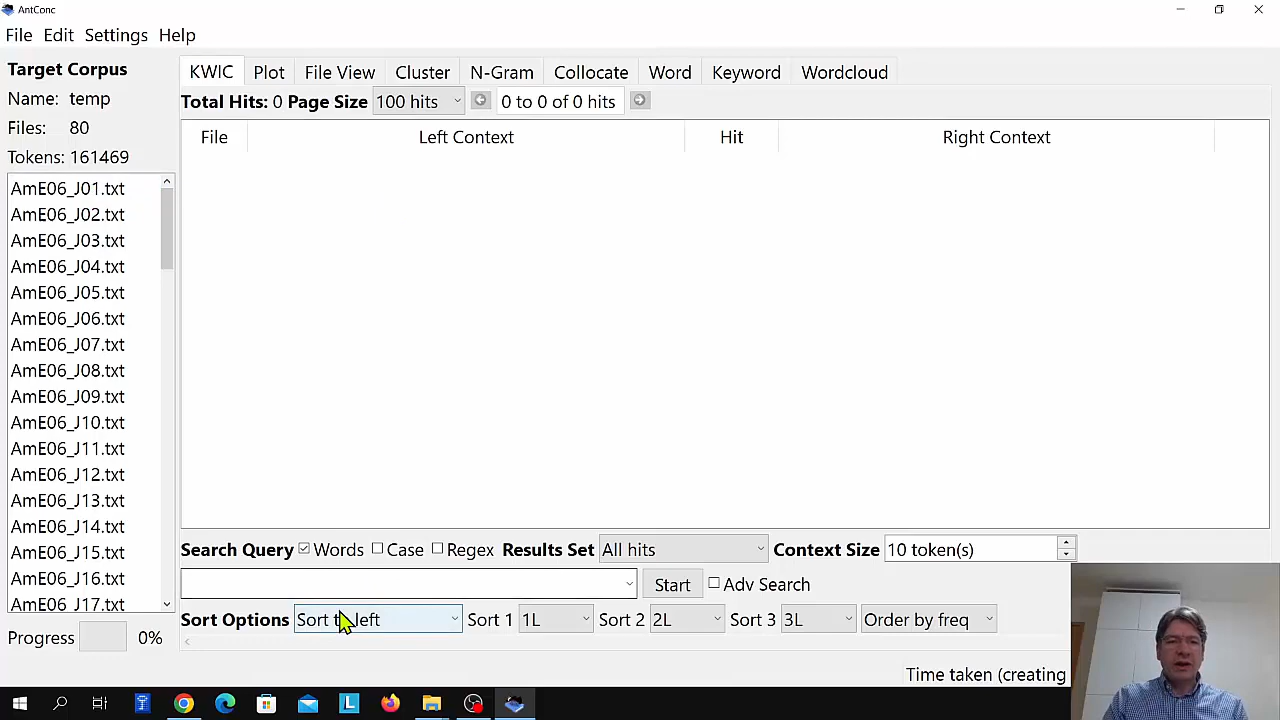 AntConc
File Edit Settings Help
Target Corpus
Name: temp
Files: 80
Tokens: 161469
AmE06_J01.txt
AmE06_J02.txt
AmE06_J03.txt
AmE06_J04.txt
AmE06_J05.txt
AmE06_J06.txt
AmE06_J07.txt
AmE06_J08.txt
AmE06_J09.txt
AmE06_J10.txt
AmE06_J11.txt
AmE06_J12.txt
AmE06_J13.txt
AmE06_J14.txt
AmE06_J15.txt
AmE06_J16.txt
AmE06_J17.txt
Progress 0%
KWIC Plot File View Cluster N-Gram Collocate Word Keyword Wordcloud
Total Hits: 0 Page Size 100 hits 0 to 0 of 0 hits
File Left Context Hit Right Context
Search Query Words Case Regex Results Set All hits Context Size 10 token(s)
Start Adv Search
Sort Options Sort left Sort 1 1L Sort 2 2L Sort 3 3L Order by freq
Time taken (creating